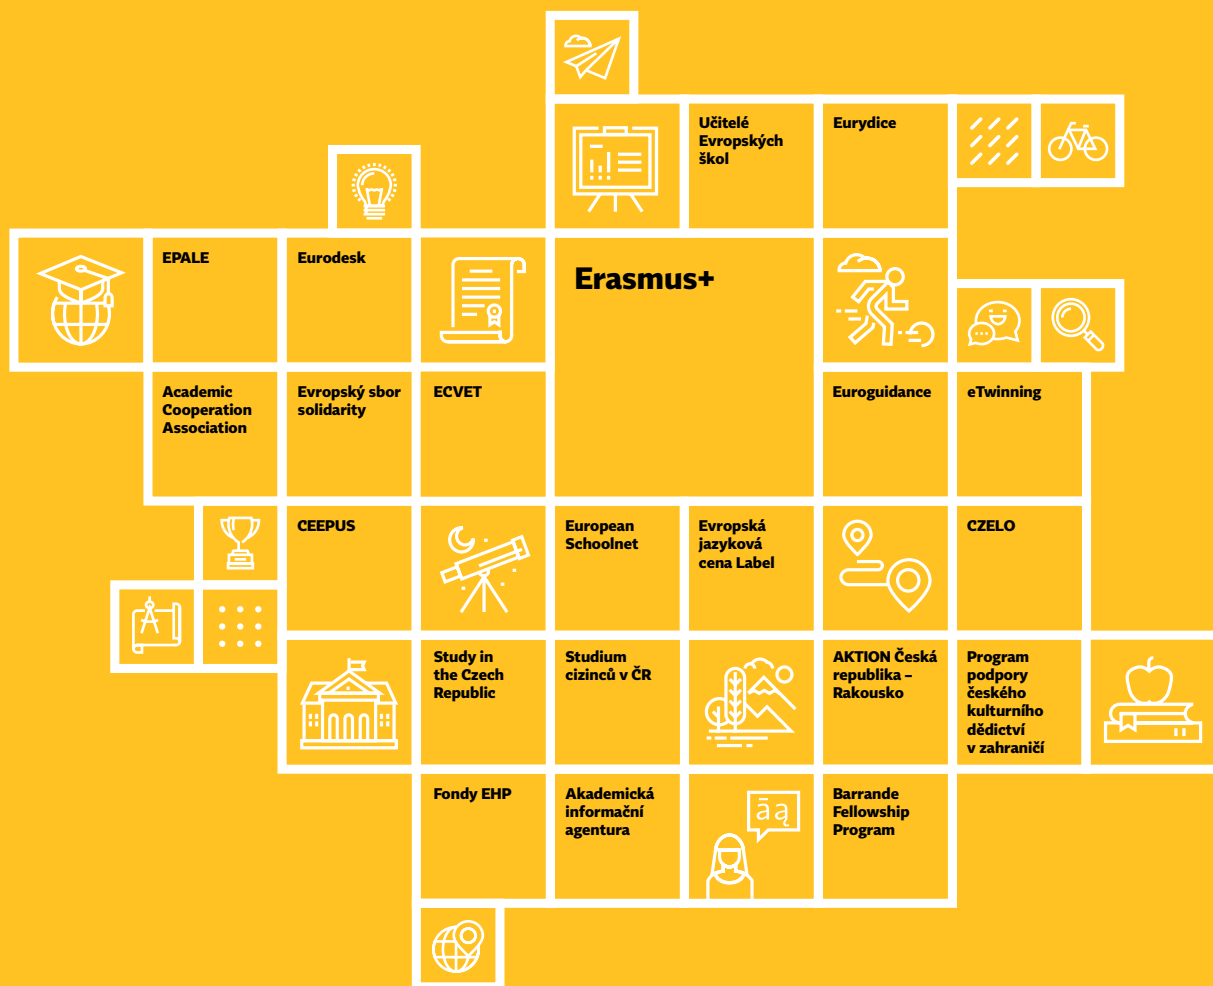 Učitelé
Evropských
škol
Eurydice
EPALE
Eurodesk
Erasmus+
Academic
Cooperation
Association
Evropský sbor
solidarity
ECVET
Euroguidance
eTwinning
CEEPUS
European
Schoolnet
Evropská
jazyková
cena Label
CZELO
Study in
the Czech
Republic
Studium
cizinců v ČR
AKTION Česká
republika –
Rakousko
Program
podpory
českého
kulturního
dědictví
v zahraničí
Fondy EHP
Akademická
informační
agentura
āą
Barrande
Fellowship
Program